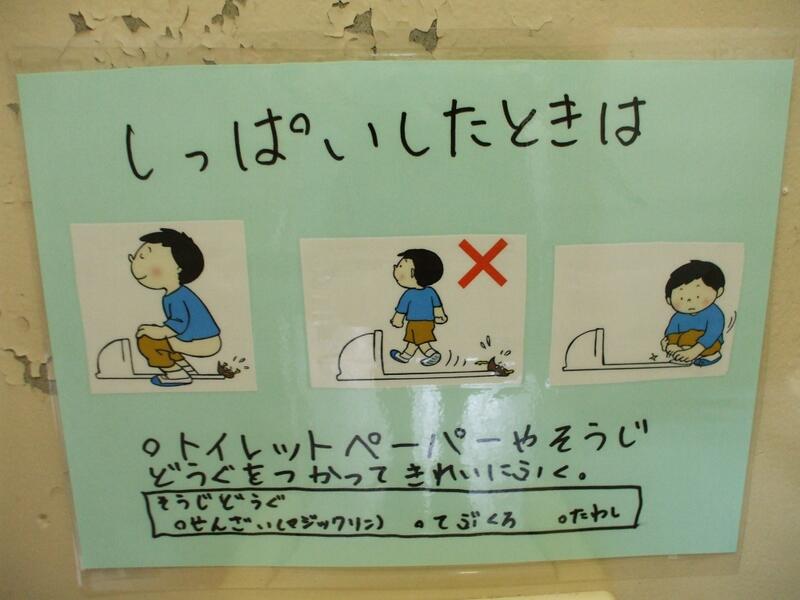 しっぱいしたときは
○トイレットペーパーやそうじ
どうぐをつかってきれいにふく。
そうじどうぐ
○せんざい(マジックリン) ○てぶくろ ○たわし